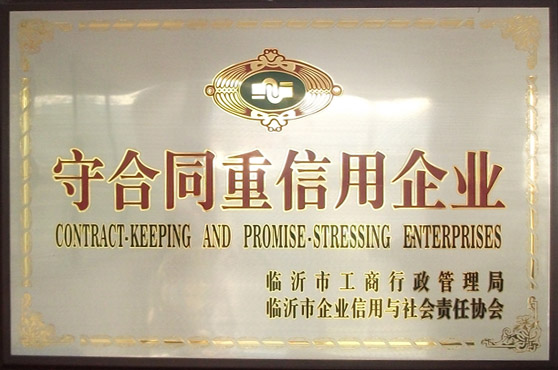 守合同重信用企业
CONTRACT-KEEPING AND PROMISE-STRESSING ENTERPRISES
临沂市工商行政管理局
临沂市企业信用与社会责任协会